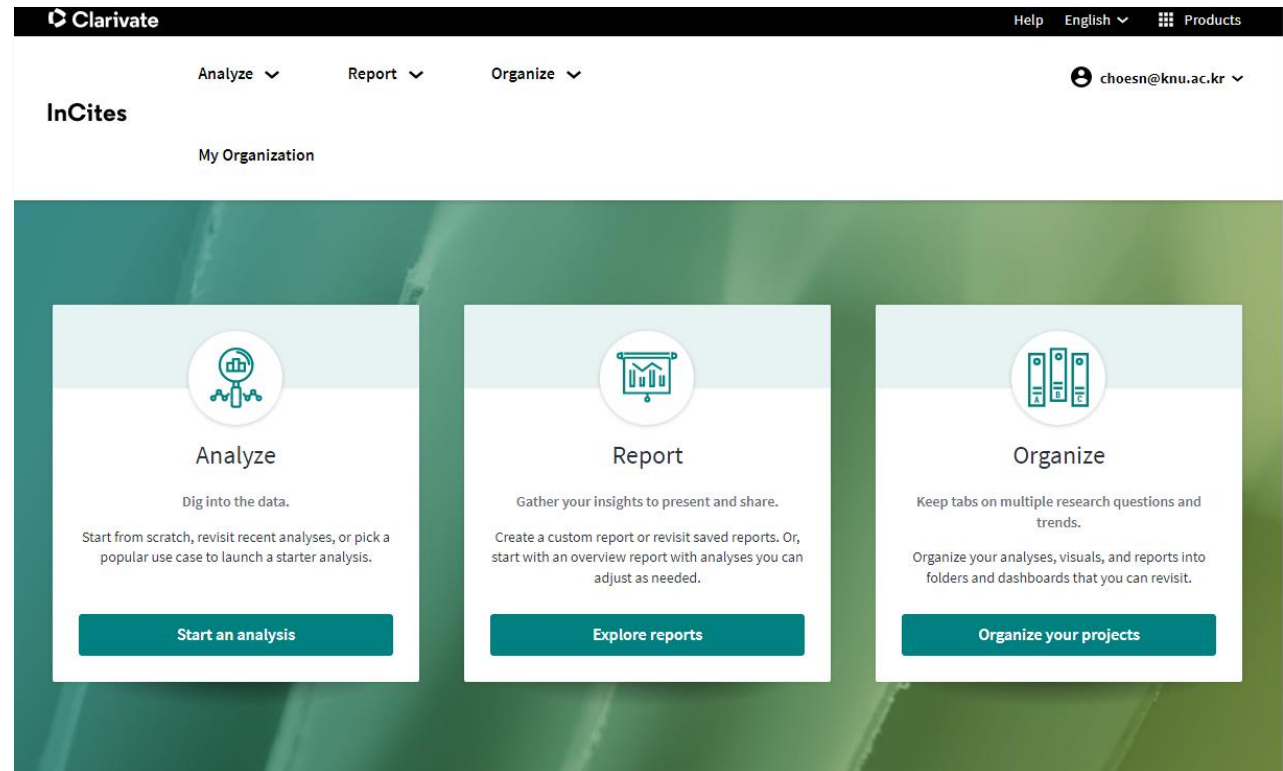 Clarivate
Help English Products
Analyze Report Organize
choesn@knu.ac.kr
InCites
My Organization
Analyze
Dig into the data.
Start from scratch, revisit recent analyses, or pick a
popular use case to launch a starter analysis.
Start an analysis
Report
Gather your insights to present and share.
Create a custom report or revisit saved reports. Or,
start with an overview report with analyses you can
adjust as needed.
Explore reports
A B C
Organize
Keep tabs on multiple research questions and
trends.
Organize your analyses, visuals, and reports into
folders and dashboards that you can revisit.
Organize your projects